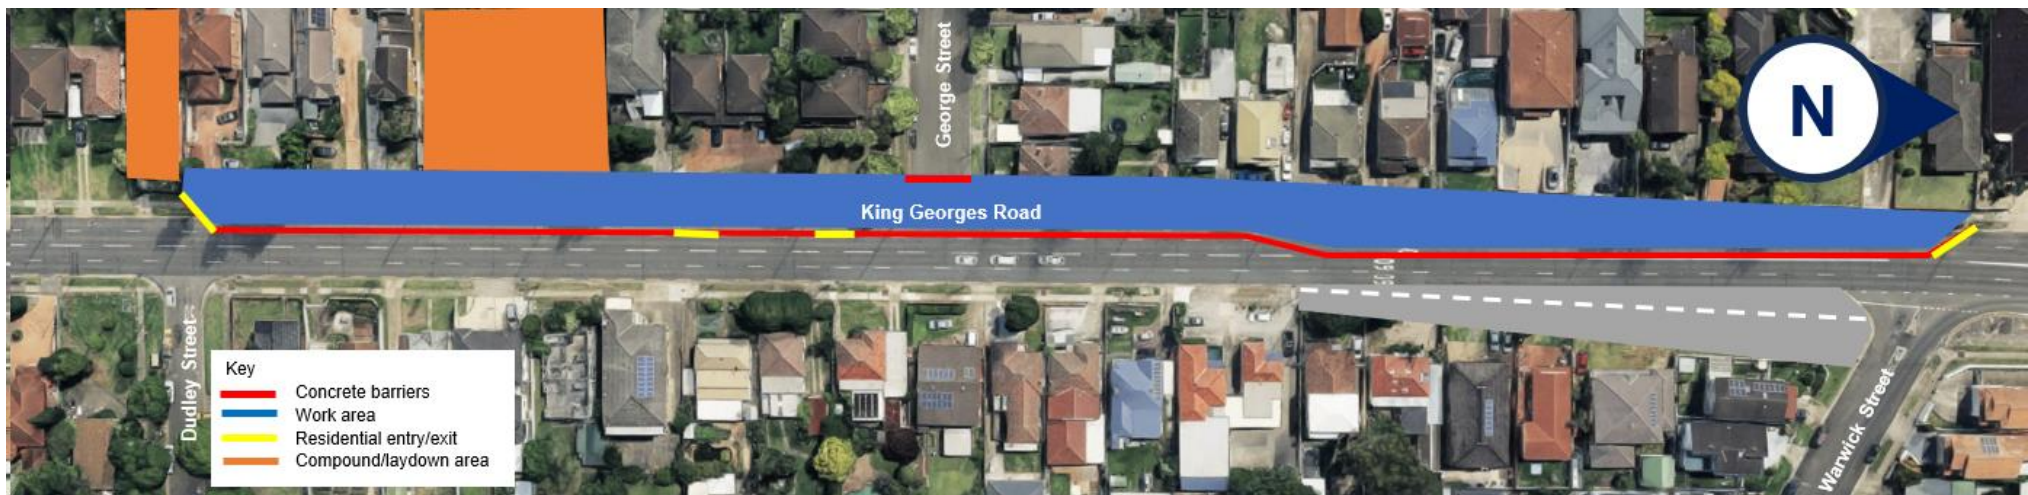 George Street
N
King Georges Road
Dudley Street
Key
Concrete barriers
Work area
Residential entry/exit
Compound/laydown area
Warwick Street